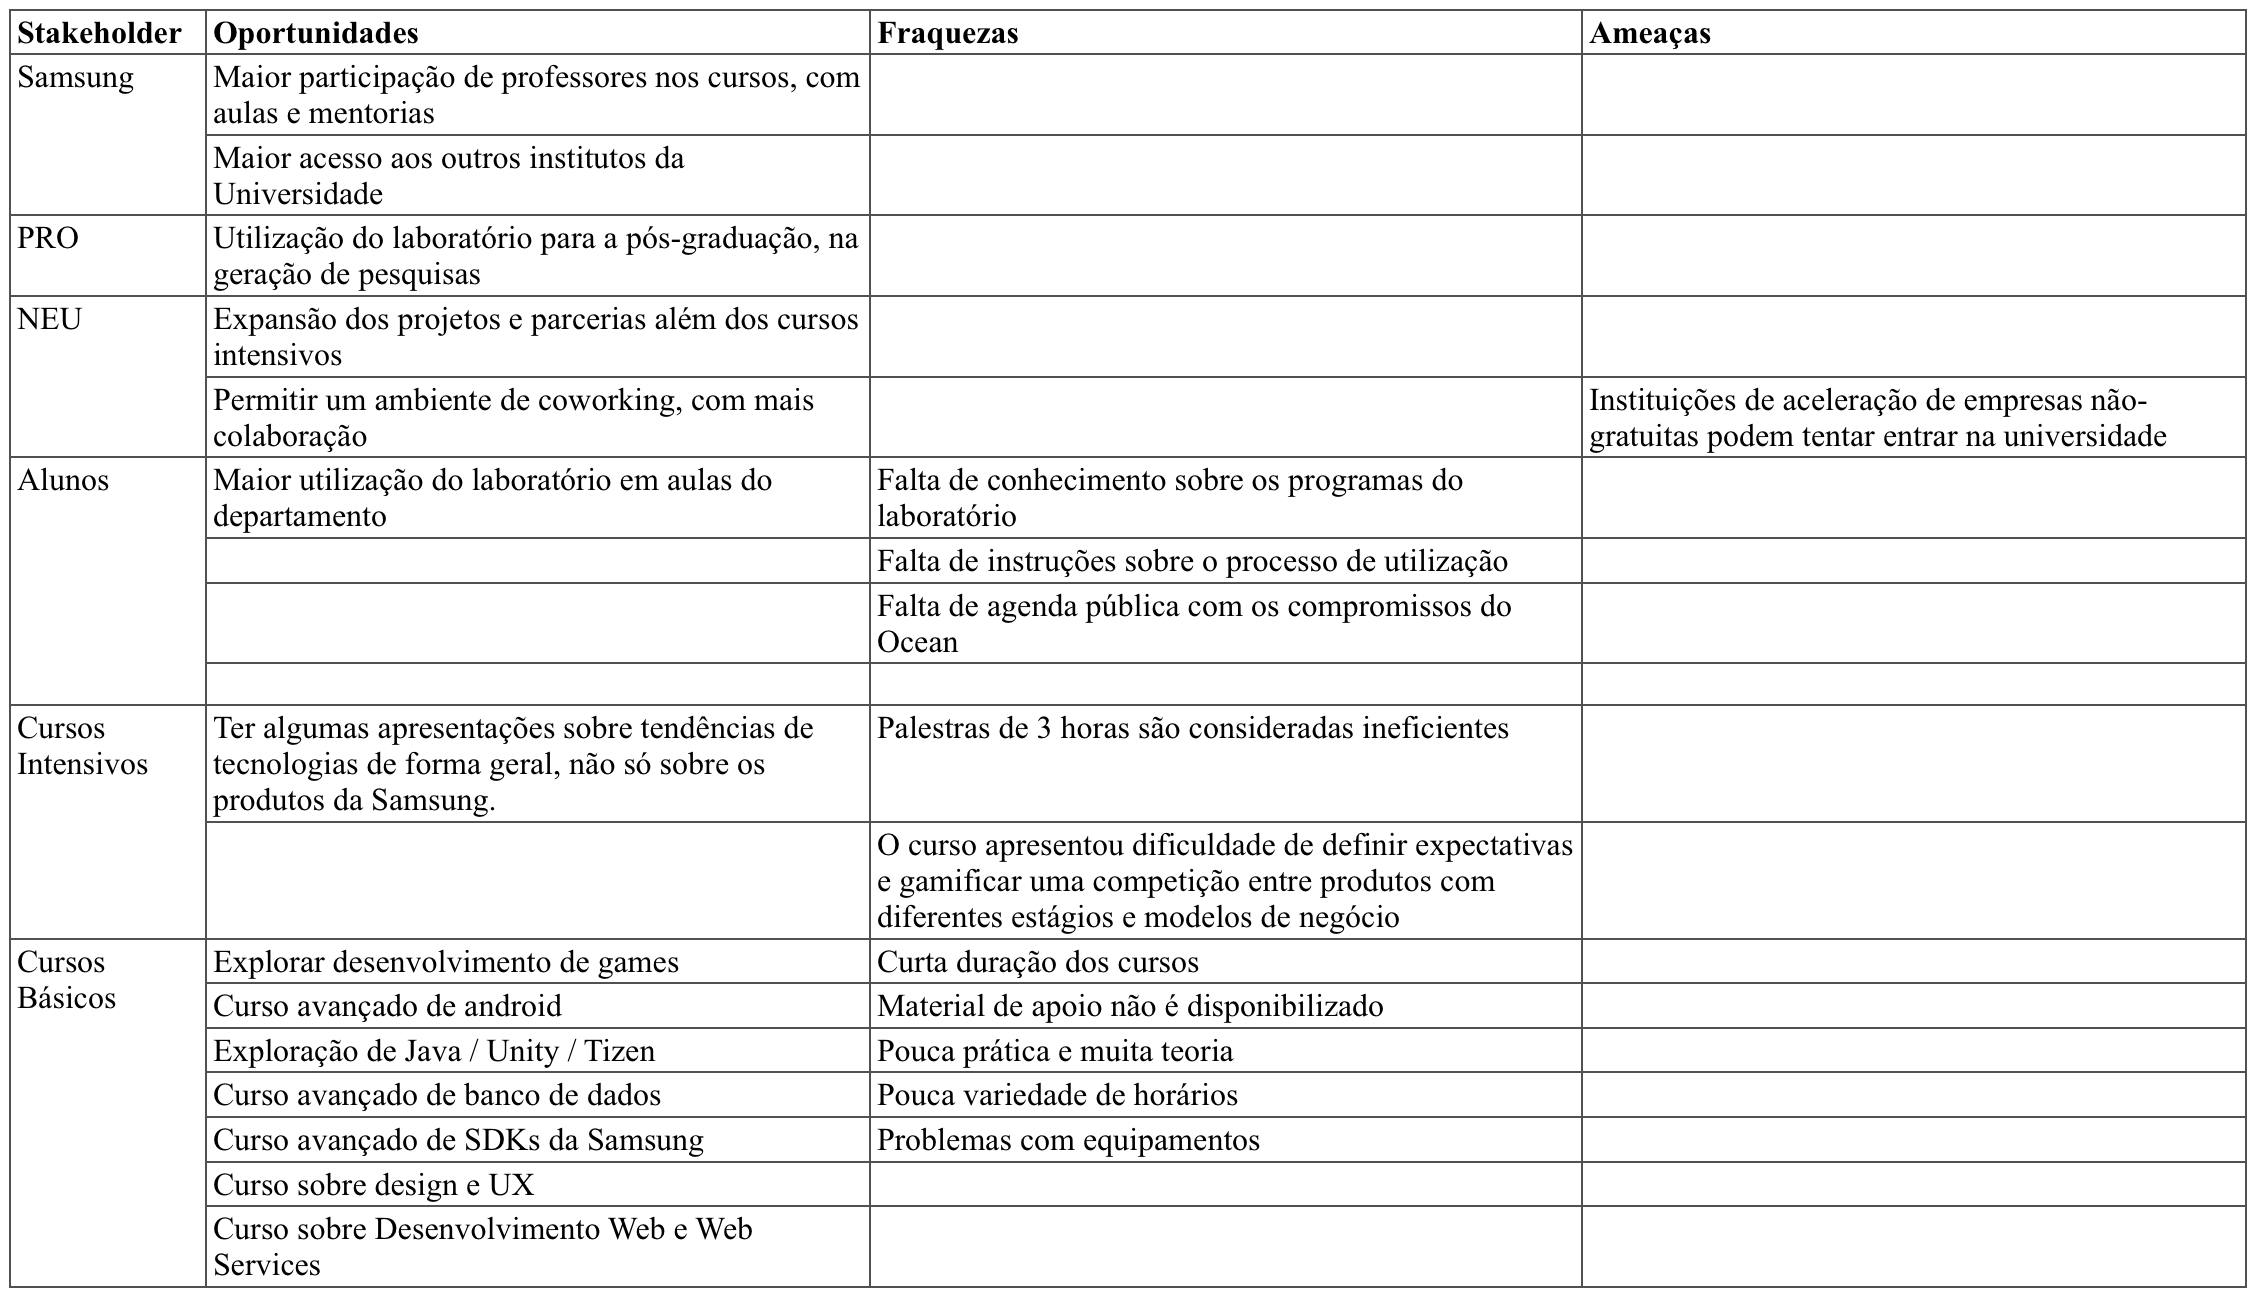 Stakeholder Oportunidades Fraquezas Ameaças
Samsung Maior participação de professores nos cursos, com
aulas e mentorias
Maior acesso aos outros institutos da
Universidade
PRO Utilização do laboratório para a pós-graduação, na
geração de pesquisas
NEU Expansão dos projetos e parcerias além dos cursos
intensivos
Permitir um ambiente de coworking, com mais
colaboração
Instituições de aceleração de empresas não-
gratuitas podem tentar entrar na universidade
Alunos
Maior utilização do laboratório em aulas do
departamento
Falta de conhecimento sobre os programas do
laboratório
Falta de instruções sobre o processo de utilização
Falta de agenda pública com os compromissos do
Ocean
Cursos
Intensivos
Ter algumas apresentações sobre tendências de
tecnologias de forma geral, não só sobre os
produtos da Samsung.
Palestras de 3 horas são consideradas ineficientes
O curso apresentou dificuldade de definir expectativas
e gamificar uma competição entre produtos com
diferentes estágios e modelos de negócio
Cursos
Básicos
Explorar desenvolvimento de games Curta duração dos cursos
Curso avançado de android Material de apoio não é disponibilizado
Exploração de Java / Unity / Tizen Pouca prática e muita teoria
Curso avançado de banco de dados Pouca variedade de horários
Curso avançado de SDKs da Samsung Problemas com equipamentos
Curso sobre design e UX
Curso sobre Desenvolvimento Web e Web
Services